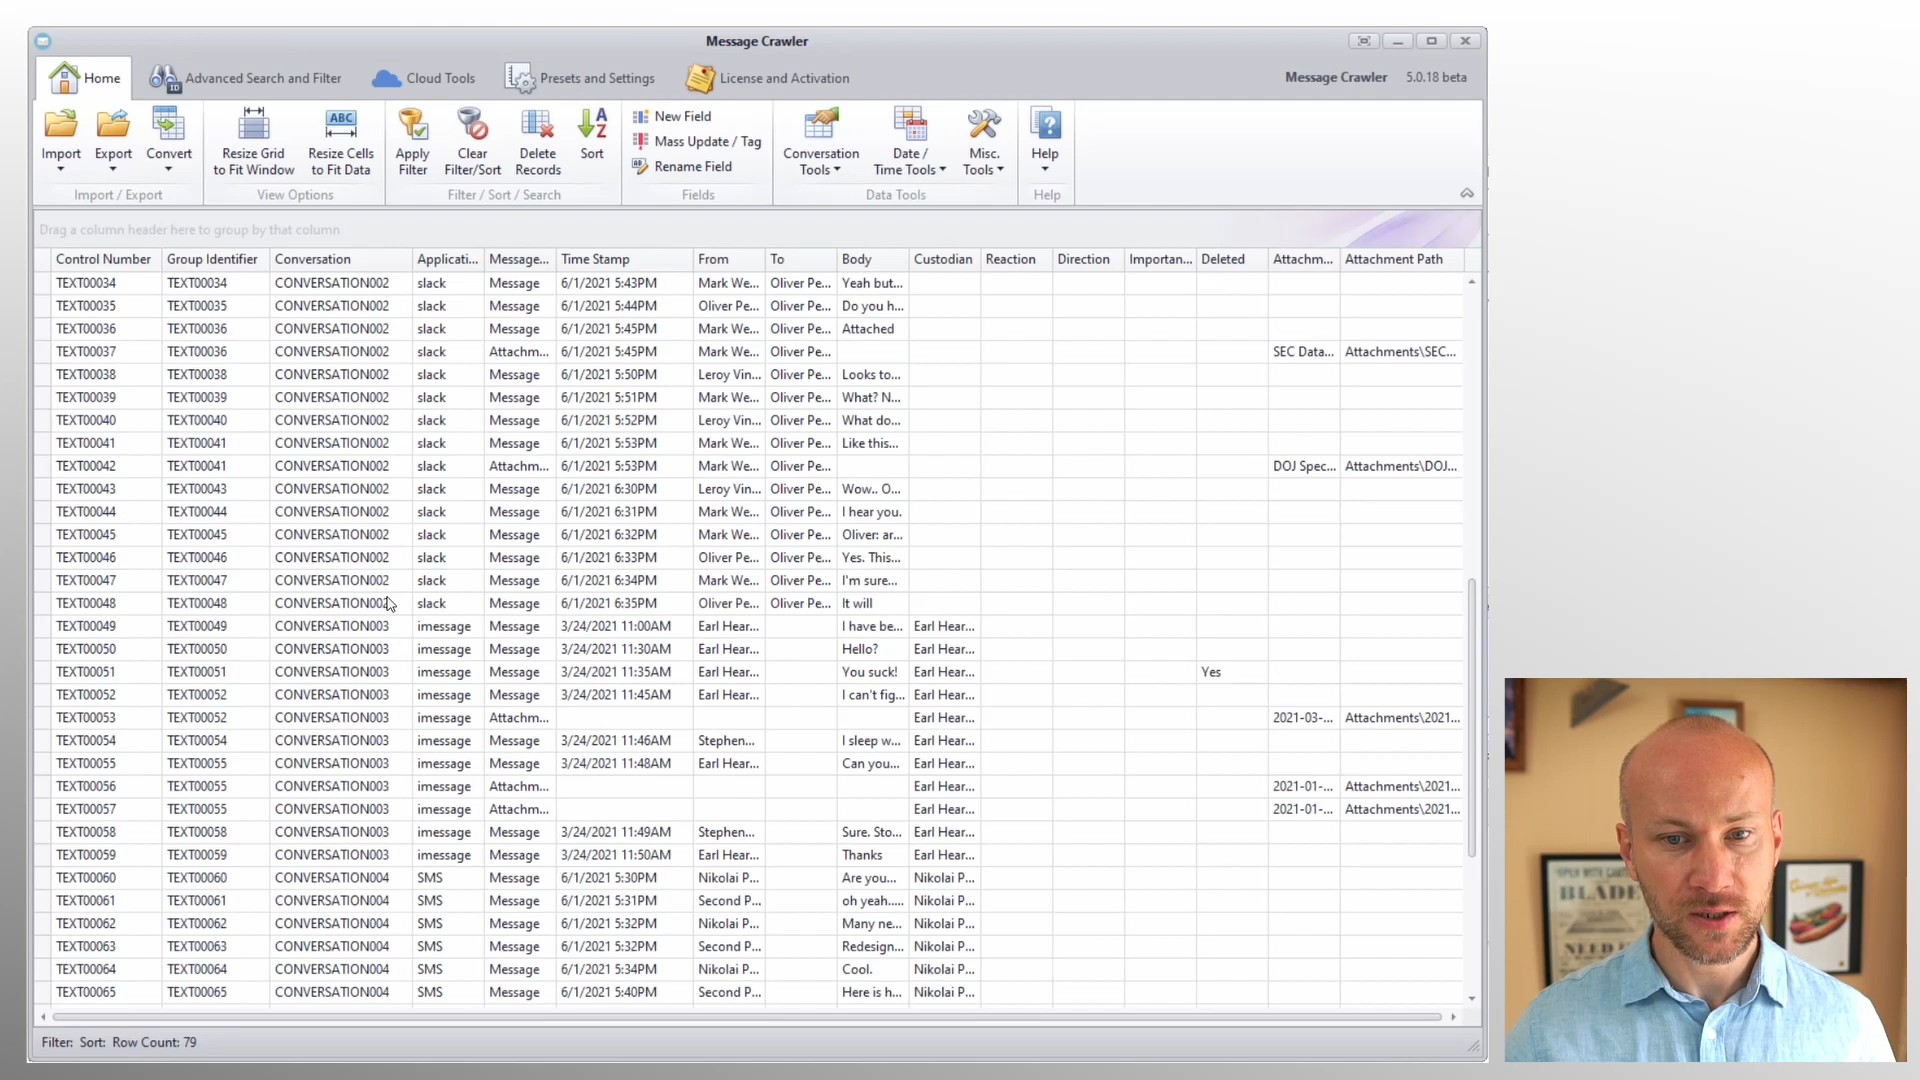 Message Crawler
Home Advanced Search and Filter Cloud Tools Presets and Settings License and Activation Message Crawler 5.0.18 beta
Import Export Convert Resize Grid to Fit Window Resize Cells to Fit Data Apply Filter Clear Filter/Sort Delete Records Sort New Field Mass Update / Tag Rename Field Conversation Tools Date / Time Tools Misc. Tools Help
Import / Export View Options Filter / Sort / Search Fields Data Tools Help
Drag a column header here to group by that column
Control Number Group Identifier Conversation Applicati... Message... Time Stamp From To Body Custodian Reaction Direction Importan... Deleted Attachm... Attachment Path
TEXT00034 TEXT00034 CONVERSATION002 slack Message 6/1/2021 5:43PM Mark We... Oliver Pe... Yeah but...
TEXT00035 TEXT00035 CONVERSATION002 slack Message 6/1/2021 5:44PM Oliver Pe... Oliver Pe... Do you h...
TEXT00036 TEXT00036 CONVERSATION002 slack Message 6/1/2021 5:45PM Mark We... Oliver Pe... Attached
TEXT00037 TEXT00036 CONVERSATION002 slack Attachm... 6/1/2021 5:45PM Mark We... Oliver Pe... SEC Data... Attachments\SEC...
TEXT00038 TEXT00038 CONVERSATION002 slack Message 6/1/2021 5:50PM Leroy Vin... Oliver Pe... Looks to...
TEXT00039 TEXT00039 CONVERSATION002 slack Message 6/1/2021 5:51PM Mark We... Oliver Pe... What? N...
TEXT00040 TEXT00040 CONVERSATION002 slack Message 6/1/2021 5:52PM Leroy Vin... Oliver Pe... What do...
TEXT00041 TEXT00041 CONVERSATION002 slack Message 6/1/2021 5:53PM Mark We... Oliver Pe... Like this...
TEXT00042 TEXT00041 CONVERSATION002 slack Attachm... 6/1/2021 5:53PM Mark We... Oliver Pe... DOJ Spec... Attachments\DOJ...
TEXT00043 TEXT00043 CONVERSATION002 slack Message 6/1/2021 6:30PM Leroy Vin... Oliver Pe... Wow.. O...
TEXT00044 TEXT00044 CONVERSATION002 slack Message 6/1/2021 6:31PM Mark We... Oliver Pe... I hear you.
TEXT00045 TEXT00045 CONVERSATION002 slack Message 6/1/2021 6:32PM Mark We... Oliver Pe... Oliver: ar...
TEXT00046 TEXT00046 CONVERSATION002 slack Message 6/1/2021 6:33PM Oliver Pe... Oliver Pe... Yes. This...
TEXT00047 TEXT00047 CONVERSATION002 slack Message 6/1/2021 6:34PM Mark We... Oliver Pe... I'm sure...
TEXT00048 TEXT00048 CONVERSATION002 slack Message 6/1/2021 6:35PM Oliver Pe... Oliver Pe... It will
TEXT00049 TEXT00049 CONVERSATION003 imessage Message 3/24/2021 11:00AM Earl Hear... I have be... Earl Hear...
TEXT00050 TEXT00050 CONVERSATION003 imessage Message 3/24/2021 11:30AM Earl Hear... Hello? Earl Hear...
TEXT00051 TEXT00051 CONVERSATION003 imessage Message 3/24/2021 11:35AM Earl Hear... You suck! Earl Hear... Yes
TEXT00052 TEXT00052 CONVERSATION003 imessage Message 3/24/2021 11:45AM Earl Hear... I can't fig... Earl Hear...
TEXT00053 TEXT00052 CONVERSATION003 imessage Attachm... Earl Hear... 2021-03-... Attachments\2021...
TEXT00054 TEXT00054 CONVERSATION003 imessage Message 3/24/2021 11:46AM Stephen... I sleep w... Earl Hear...
TEXT00055 TEXT00055 CONVERSATION003 imessage Message 3/24/2021 11:48AM Earl Hear... Can you... Earl Hear...
TEXT00056 TEXT00055 CONVERSATION003 imessage Attachm... Earl Hear... 2021-01-... Attachments\2021...
TEXT00057 TEXT00055 CONVERSATION003 imessage Attachm... Earl Hear... 2021-01-... Attachments\2021...
TEXT00058 TEXT00058 CONVERSATION003 imessage Message 3/24/2021 11:49AM Stephen... Sure. Sto... Earl Hear...
TEXT00059 TEXT00059 CONVERSATION003 imessage Message 3/24/2021 11:50AM Earl Hear... Thanks Earl Hear...
TEXT00060 TEXT00060 CONVERSATION004 SMS Message 6/1/2021 5:30PM Nikolai P... Are you... Nikolai P...
TEXT00061 TEXT00061 CONVERSATION004 SMS Message 6/1/2021 5:31PM Second P... oh yeah..... Nikolai P...
TEXT00062 TEXT00062 CONVERSATION004 SMS Message 6/1/2021 5:32PM Nikolai P... Many ne... Nikolai P...
TEXT00063 TEXT00063 CONVERSATION004 SMS Message 6/1/2021 5:32PM Second P... Redesign... Nikolai P...
TEXT00064 TEXT00064 CONVERSATION004 SMS Message 6/1/2021 5:34PM Nikolai P... Cool. Nikolai P...
TEXT00065 TEXT00065 CONVERSATION004 SMS Message 6/1/2021 5:40PM Second P... Here is h... Nikolai P...
Filter: Sort: Row Count: 79
BLADE
NEED